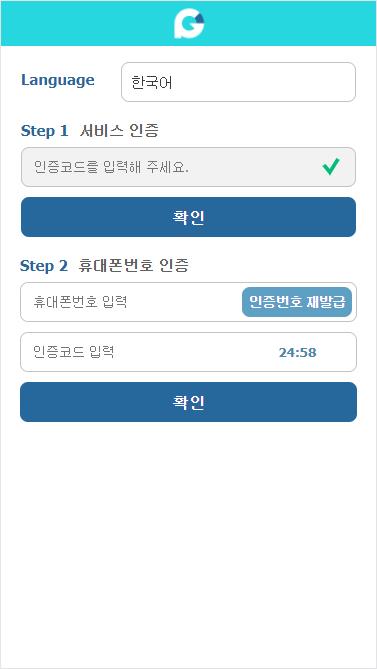 Language 한국어
Step 1 서비스 인증
인증코드를 입력해 주세요.
확인
Step 2 휴대폰번호 인증
휴대폰번호 입력 인증번호 재발급
인증코드 입력 24:58
확인